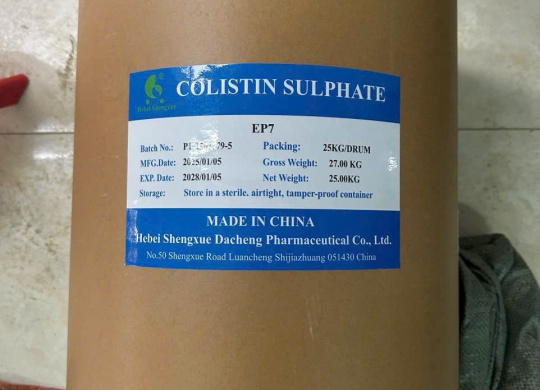 ®
Hebei Shengxue
COLISTIN SULPHATE
EP7
Batch No.:
Packing: 25KG/DRUM
MFG.Date: 2025/01/05
Gross Weight: 27.00 KG
EXP. Date: 2028/01/05
Net Weight: 25.00KG
Storage: Store in a sterile. airtight, tamper-proof container
MADE IN CHINA
Hebei Shengxue Dacheng Pharmaceutical Co., Ltd.
No.50 Shengxue Road Luancheng Shijiazhuang 051430 China